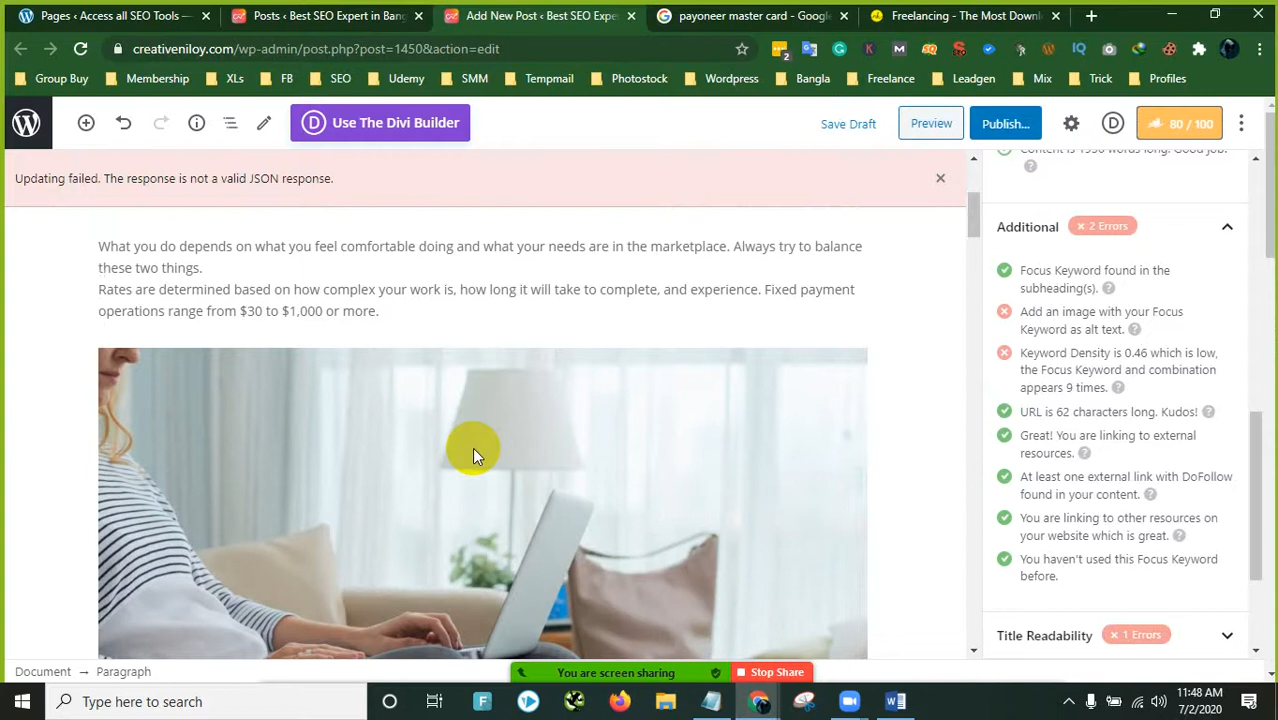 Pages ‹ Access all SEO Tools —
Posts ‹ Best SEO Expert in Bang
Add New Post ‹ Best SEO Expe
payoneer master card - Google
Freelancing - The Most Downl
creativeniloy.com/wp-admin/post.php?post=1450&action=edit
Group Buy
Membership
XLs
FB
SEO
Udemy
SMM
Tempmail
Photostock
Wordpress
Bangla
Freelance
Leadgen
Mix
Trick
Profiles
Use The Divi Builder
Save Draft
Preview
Publish...
80 / 100
Updating failed. The response is not a valid JSON response.
What you do depends on what you feel comfortable doing and what your needs are in the marketplace. Always try to balance
these two things.
Rates are determined based on how complex your work is, how long it will take to complete, and experience. Fixed payment
operations range from $30 to $1,000 or more.
Content is 1950 words long. Good job!
Additional
2 Errors
Focus Keyword found in the
subheading(s).
Add an image with your Focus
Keyword as alt text.
Keyword Density is 0.46 which is low,
the Focus Keyword and combination
appears 9 times.
URL is 62 characters long. Kudos!
Great! You are linking to external
resources.
At least one external link with DoFollow
found in your content.
You are linking to other resources on
your website which is great.
You haven't used this Focus Keyword
before.
Title Readability
1 Errors
Document → Paragraph
You are screen sharing
Stop Share
Type here to search
11:48 AM
7/2/2020